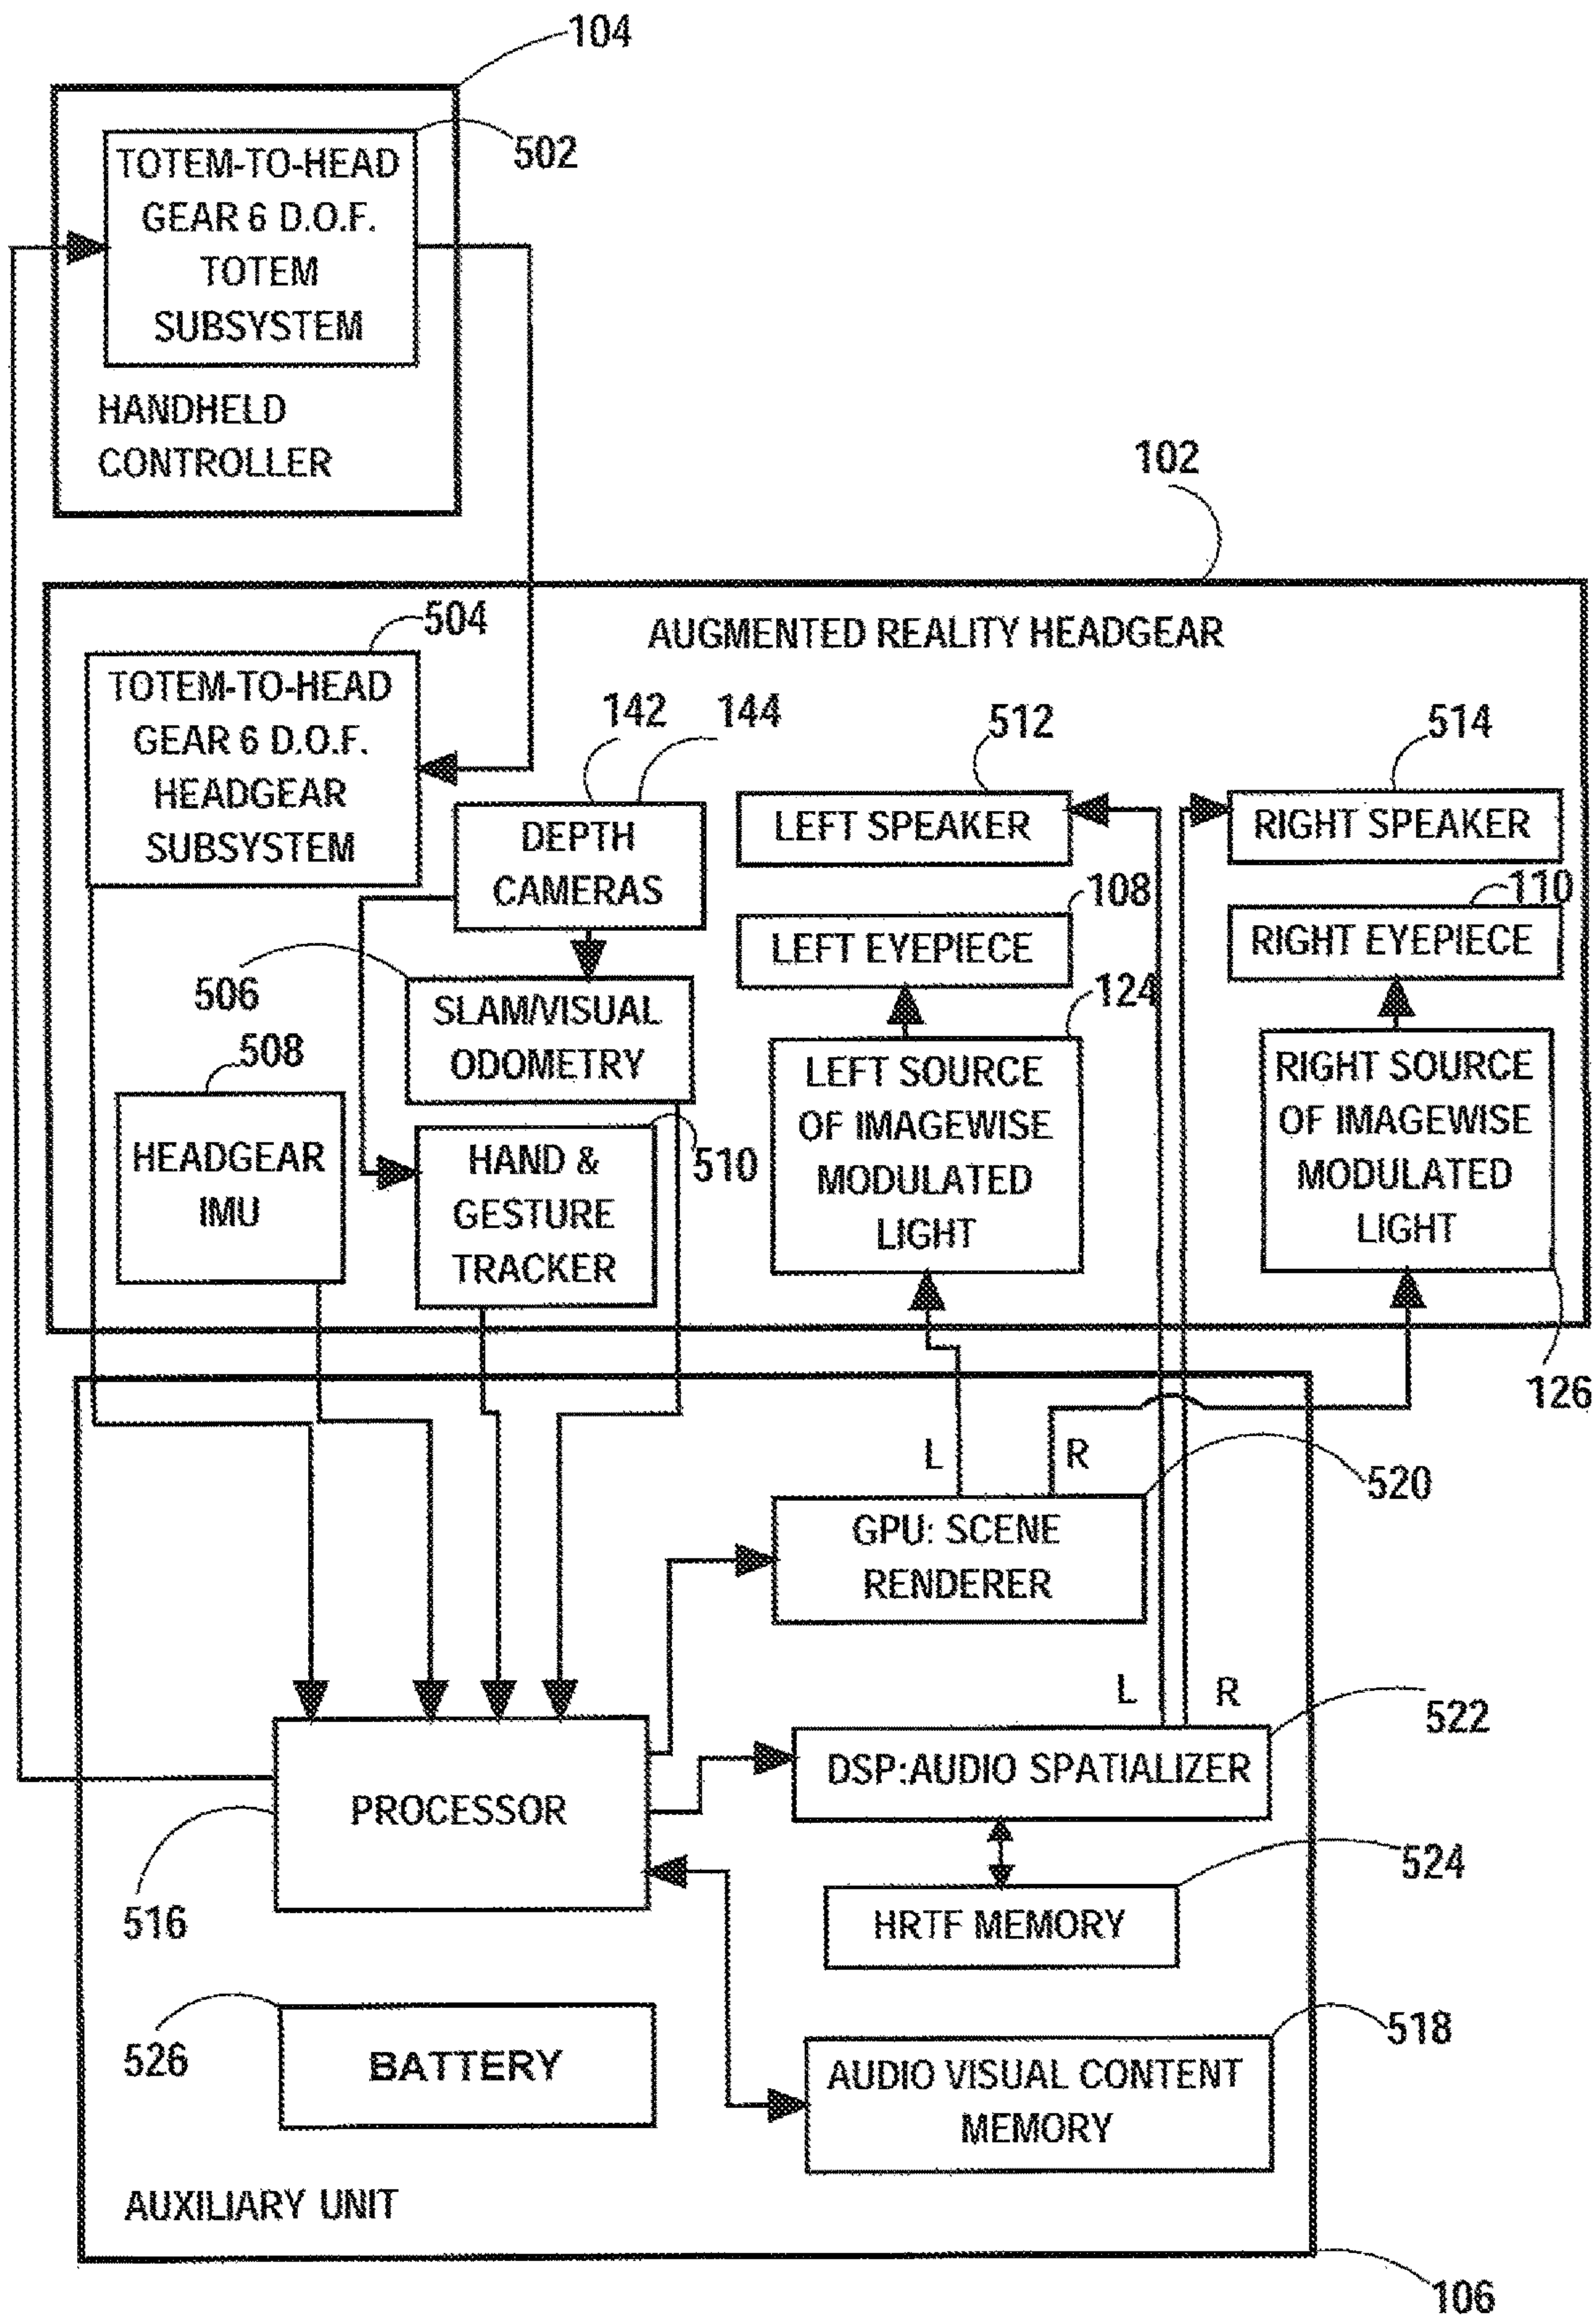 104
502
TOTEM-TO-HEAD
GEAR 6 D.O.F.
TOTEM
SUBSYSTEM
HANDHELD
CONTROLLER
102
AUGMENTED REALITY HEADGEAR
504
TOTEM-TO-HEAD
GEAR 6 D.O.F.
HEADGEAR
SUBSYSTEM
142
144
DEPTH
CAMERAS
512
LEFT SPEAKER
514
RIGHT SPEAKER
108
LEFT EYEPIECE
110
RIGHT EYEPIECE
506
SLAM/VISUAL
ODOMETRY
124
LEFT SOURCE
OF IMAGEWISE
MODULATED
LIGHT
RIGHT SOURCE
OF IMAGEWISE
MODULATED
LIGHT
126
508
HEADGEAR
IMU
510
HAND &
GESTURE
TRACKER
L
R
520
GPU: SCENE
RENDERER
L
R
522
DSP:AUDIO SPATIALIZER
PROCESSOR
516
524
HRTF MEMORY
526
BATTERY
518
AUDIO VISUAL CONTENT
MEMORY
AUXILIARY UNIT
106